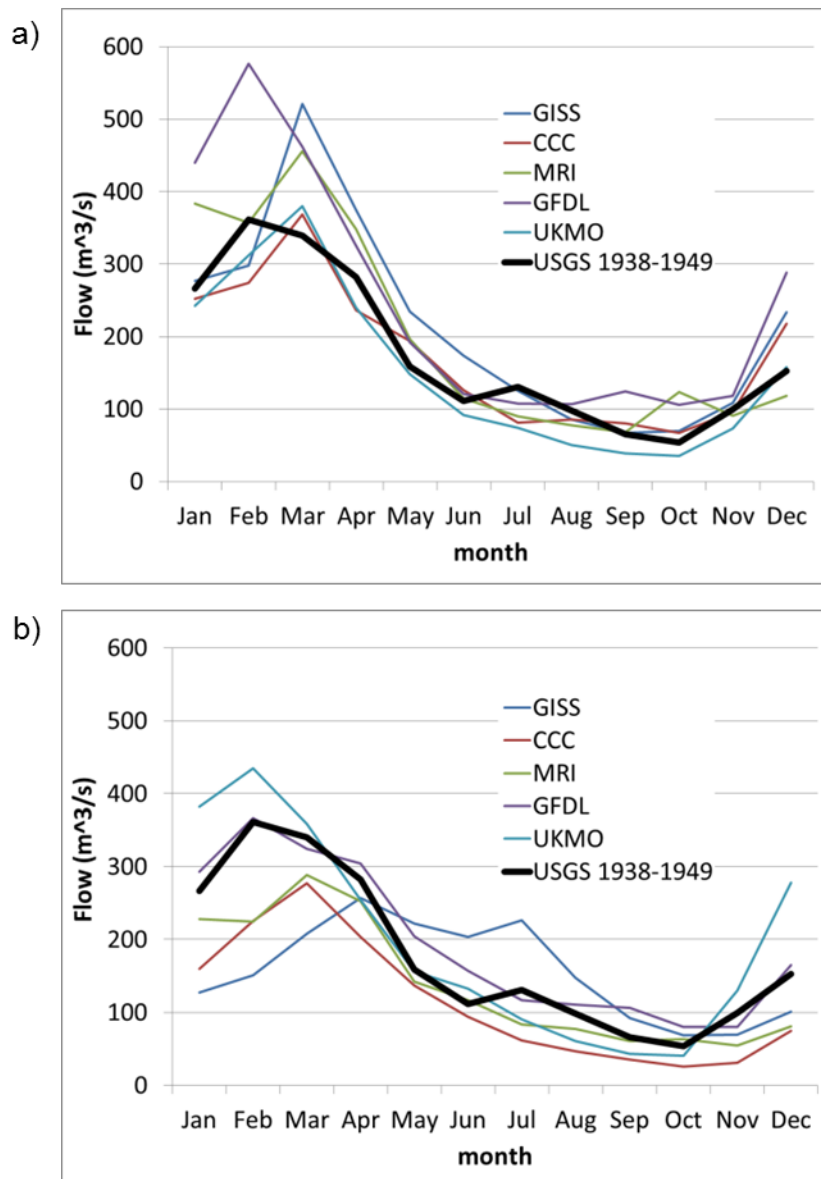 a)
600
500
400
300
200
100
0
Flow (m^3/s)
GISS
CCC
MRI
GFDL
UKMO
USGS 1938-1949
Jan Feb Mar Apr May Jun Jul Aug Sep Oct Nov Dec
month
b)
600
500
400
300
200
100
0
Flow (m^3/s)
GISS
CCC
MRI
GFDL
UKMO
USGS 1938-1949
Jan Feb Mar Apr May Jun Jul Aug Sep Oct Nov Dec
month